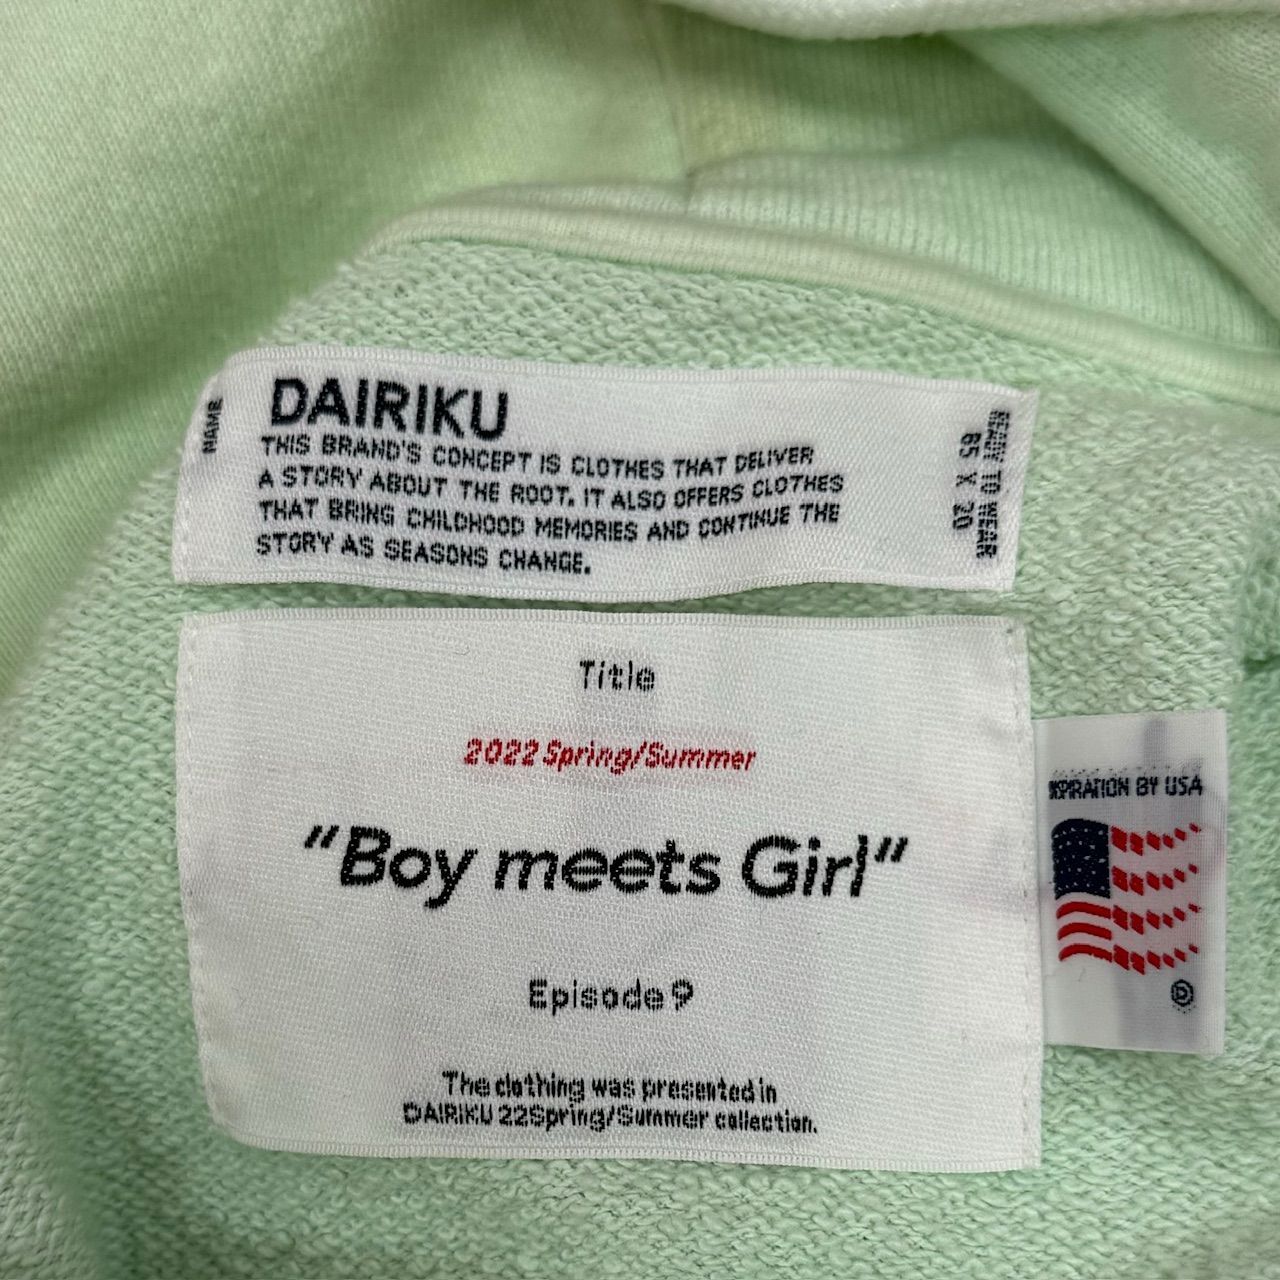 NAME
DAIRIKU
THIS BRAND'S CONCEPT IS CLOTHES THAT DELIVER
A STORY ABOUT THE ROOT. IT ALSO OFFERS CLOTHES
THAT BRING CHILDHOOD MEMORIES AND CONTINUE THE
STORY AS SEASONS CHANGE.
READY TO WEAR
85 X 20
Title
2022 Spring/Summer
"Boy meets Girl"
Episode 9
The clothing was presented in
DAIRIKU 22Spring/Summer collection.
NSPIRATION BY USA
D